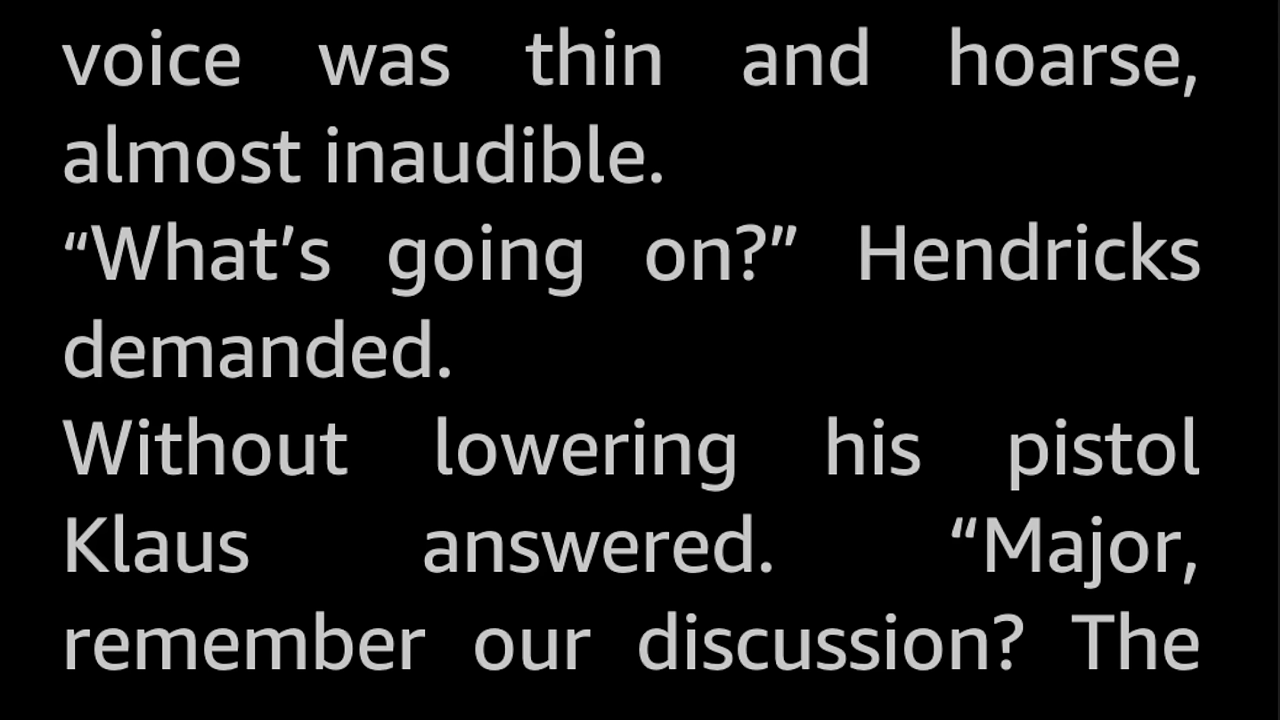 voice was thin and hoarse,
almost inaudible.
“What’s going on?” Hendricks
demanded.
Without lowering his pistol
Klaus answered. “Major,
remember our discussion? The